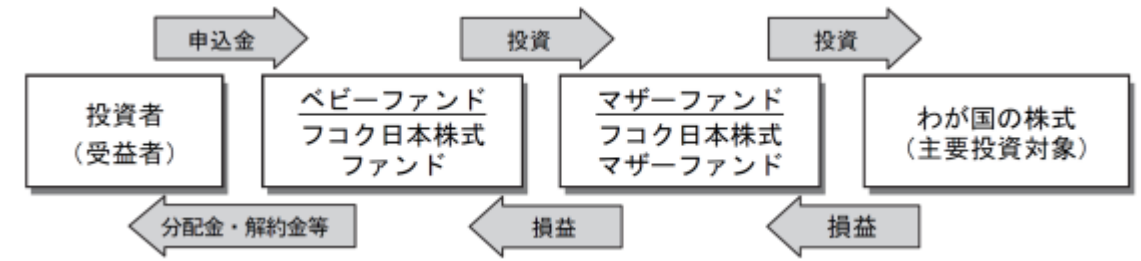 申込金
投資
投資
投資者
(受益者)
ベビーファンド
フコク日本株式
ファンド
マザーファンド
フコク日本株式
マザーファンド
わが国の株式
(主要投資対象)
分配金・解約金等
損益
損益